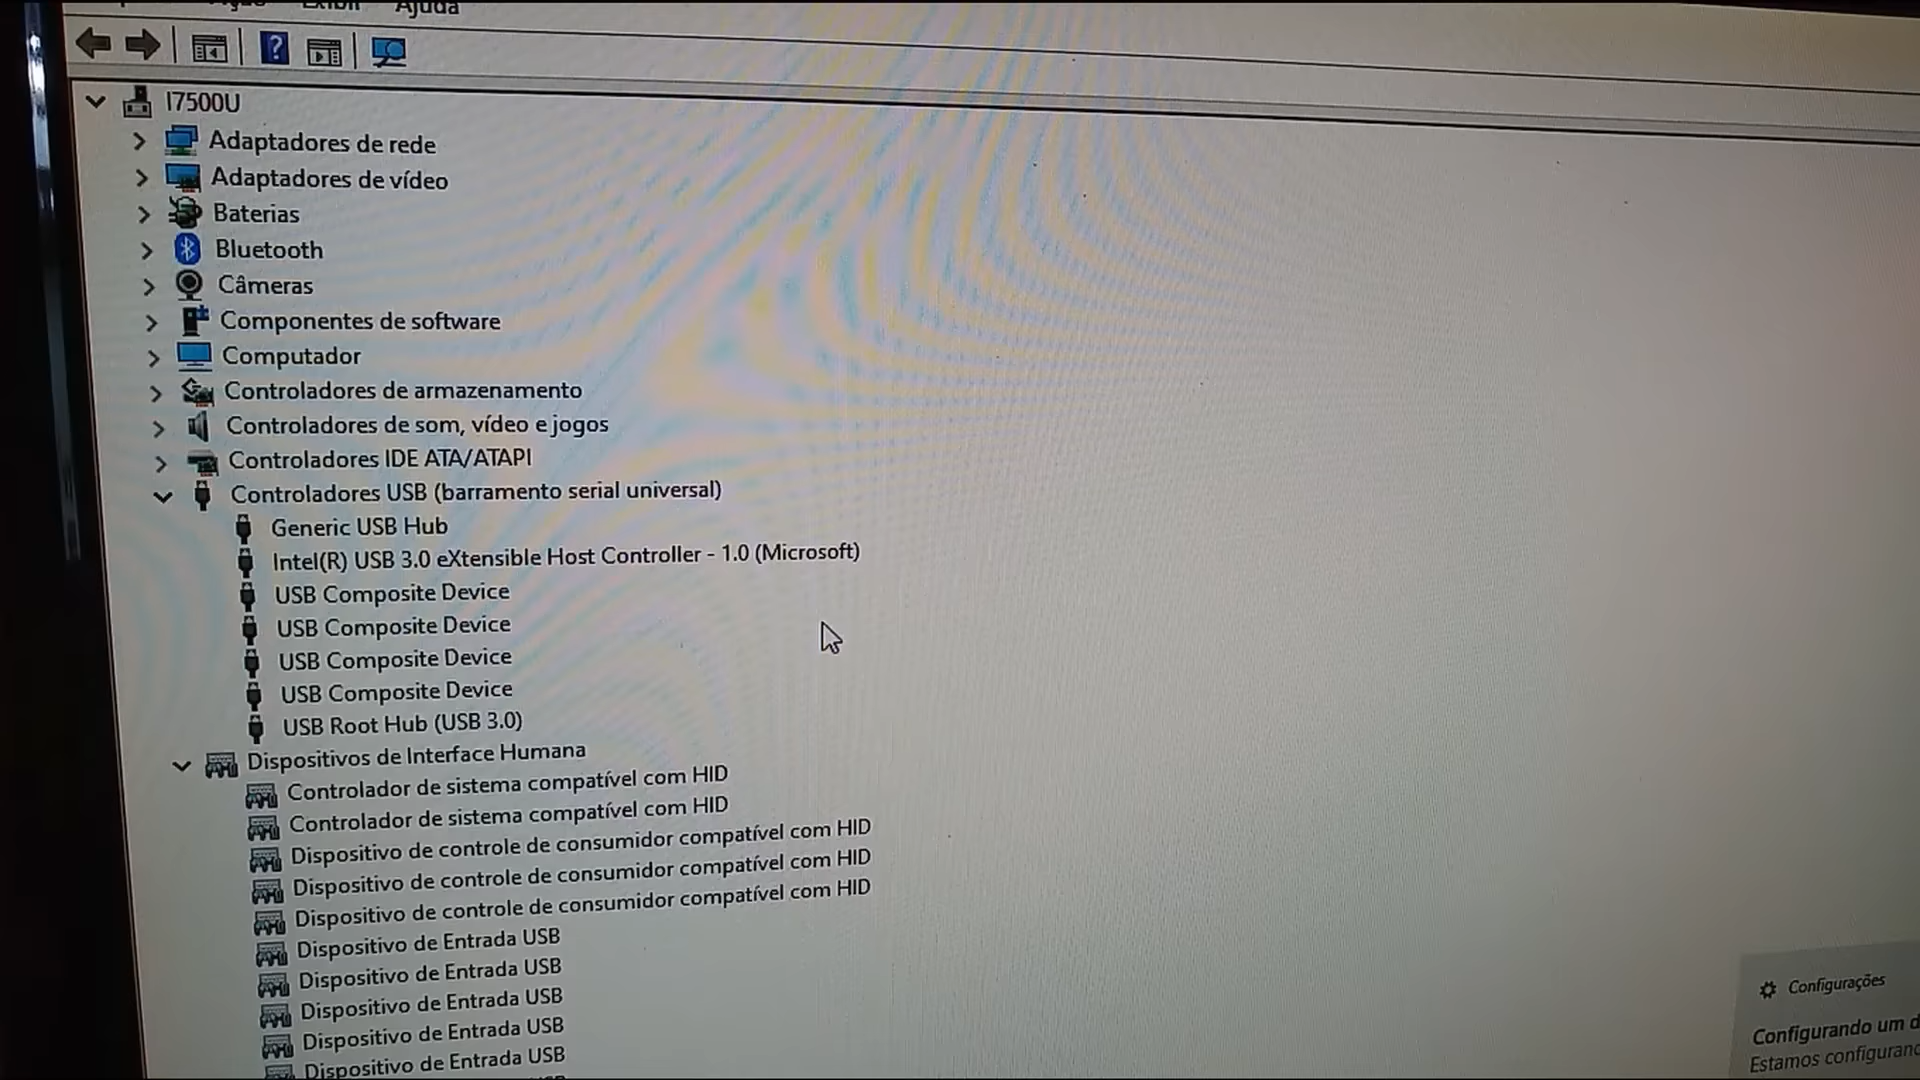 Ajuda
I7500U
Adaptadores de rede
Adaptadores de vídeo
Baterias
Bluetooth
Câmeras
Componentes de software
Computador
Controladores de armazenamento
Controladores de som, vídeo e jogos
Controladores IDE ATA/ATAPI
Controladores USB (barramento serial universal)
Generic USB Hub
Intel(R) USB 3.0 eXtensible Host Controller - 1.0 (Microsoft)
USB Composite Device
USB Composite Device
USB Composite Device
USB Composite Device
USB Root Hub (USB 3.0)
Dispositivos de Interface Humana
Controlador de sistema compatível com HID
Controlador de sistema compatível com HID
Dispositivo de controle de consumidor compatível com HID
Dispositivo de controle de consumidor compatível com HID
Dispositivo de controle de consumidor compatível com HID
Dispositivo de Entrada USB
Dispositivo de Entrada USB
Dispositivo de Entrada USB
Dispositivo de Entrada USB
Dispositivo de Entrada USB
Configurações
Configurando um
Estamos